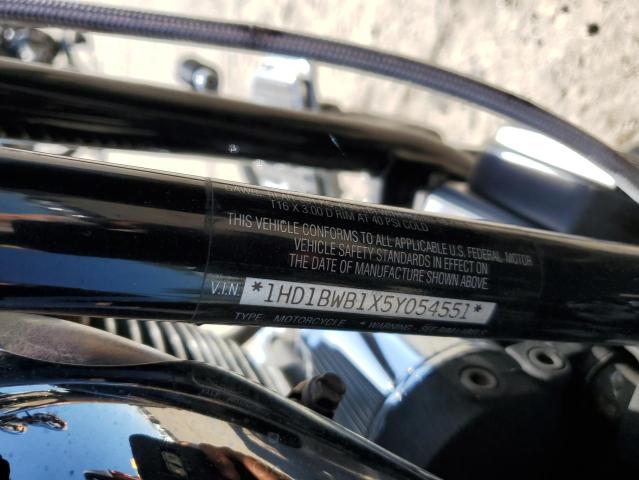 T16 X 3.00 D RIM AT 40 PSI COLD
THIS VEHICLE CONFORMS TO ALL APPLICABLE U.S. FEDERAL MOTOR
VEHICLE SAFETY STANDARDS IN EFFECT ON
THE DATE OF MANUFACTURE SHOWN ABOVE
V.I.N. *1HD1BWB1X5Y054551*
TYPE: MOTORCYCLE * WARNING -